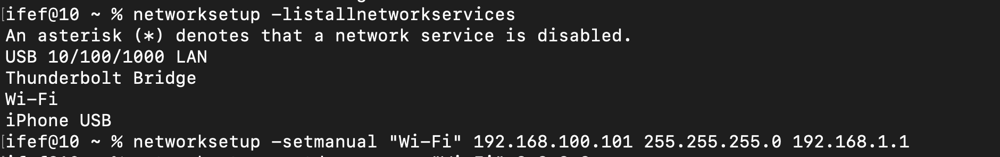 [ifef@10 ~ % networksetup -listallnetworkservices
An asterisk (*) denotes that a network service is disabled.
USB 10/100/1000 LAN
Thunderbolt Bridge
Wi-Fi
iPhone USB
[ifef@10 ~ % networksetup -setmanual "Wi-Fi" 192.168.100.101 255.255.255.0 192.168.1.1